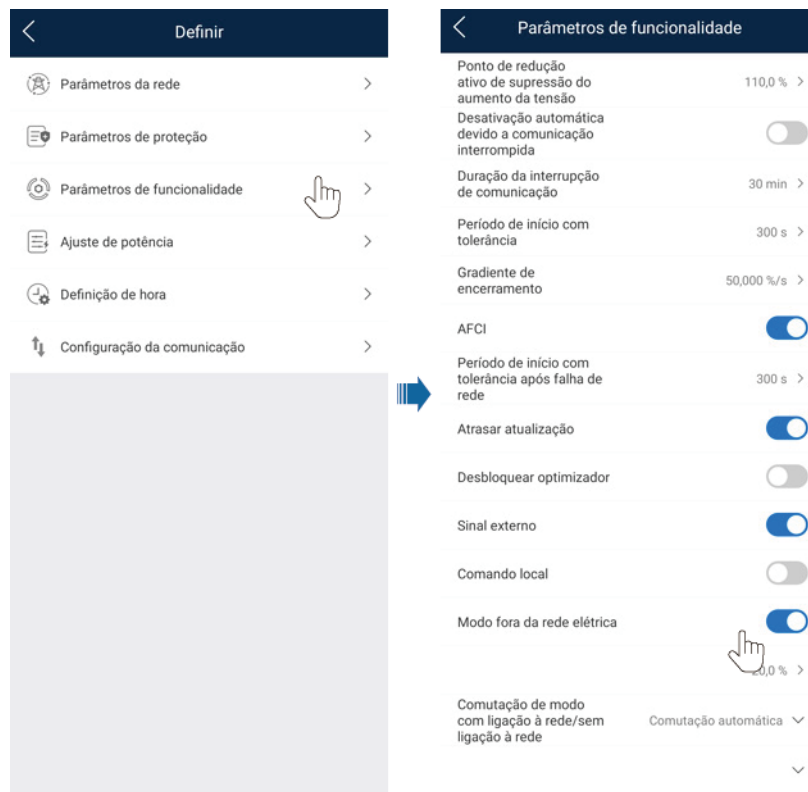 Definir
Parâmetros da rede
Parâmetros de proteção
Parâmetros de funcionalidade
Ajuste de potência
Definição de hora
Configuração da comunicação
Parâmetros de funcionalidade
Ponto de redução
ativo de supressão do
aumento da tensão
110,0 %
Desativação automática
devido a comunicação
interrompida
Duração da interrupção
de comunicação
30 min
Período de início com
tolerância
300 s
Gradiente de
encerramento
50,000 %/s
AFCI
Período de início com
tolerância após falha de
rede
300 s
Atrasar atualização
Desbloquear optimizador
Sinal externo
Comando local
Modo fora da rede elétrica
Comutação de modo
com ligação à rede/sem
ligação à rede
Comutação automática